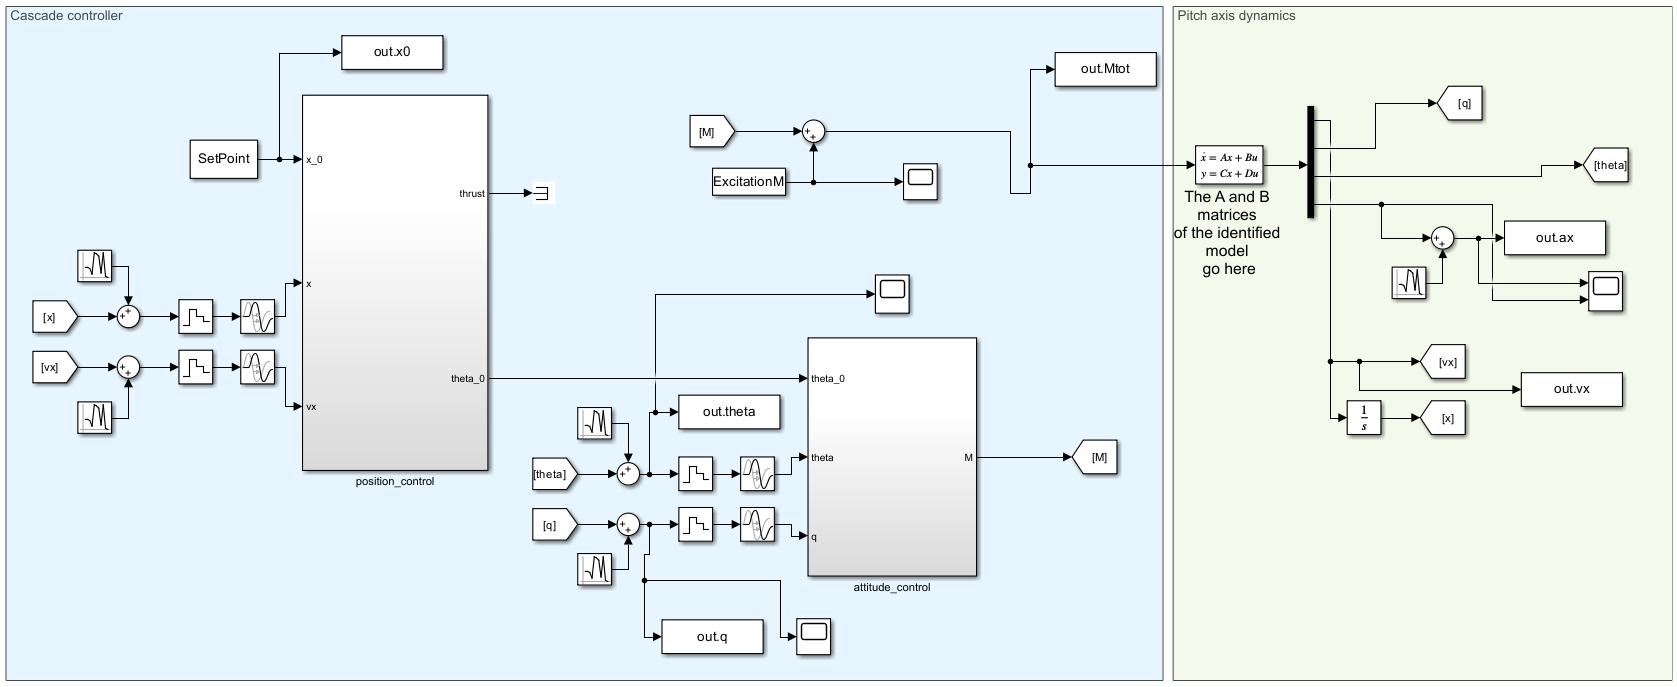 Cascade controller
out.x0
SetPoint
x_0
thrust
x
[x]
[vx]
vx
theta_0
position_control
[M]
ExcitationM
out.Mtot
theta_0
out.theta
[theta]
theta
M
[M]
[q]
q
attitude_control
out.q
Pitch axis dynamics
[q]
ẋ = Ax + Bu
y = Cx + Du
[theta]
The A and B
matrices
of the identified
model
go here
out.ax
[vx]
out.vx
1
s
[x]